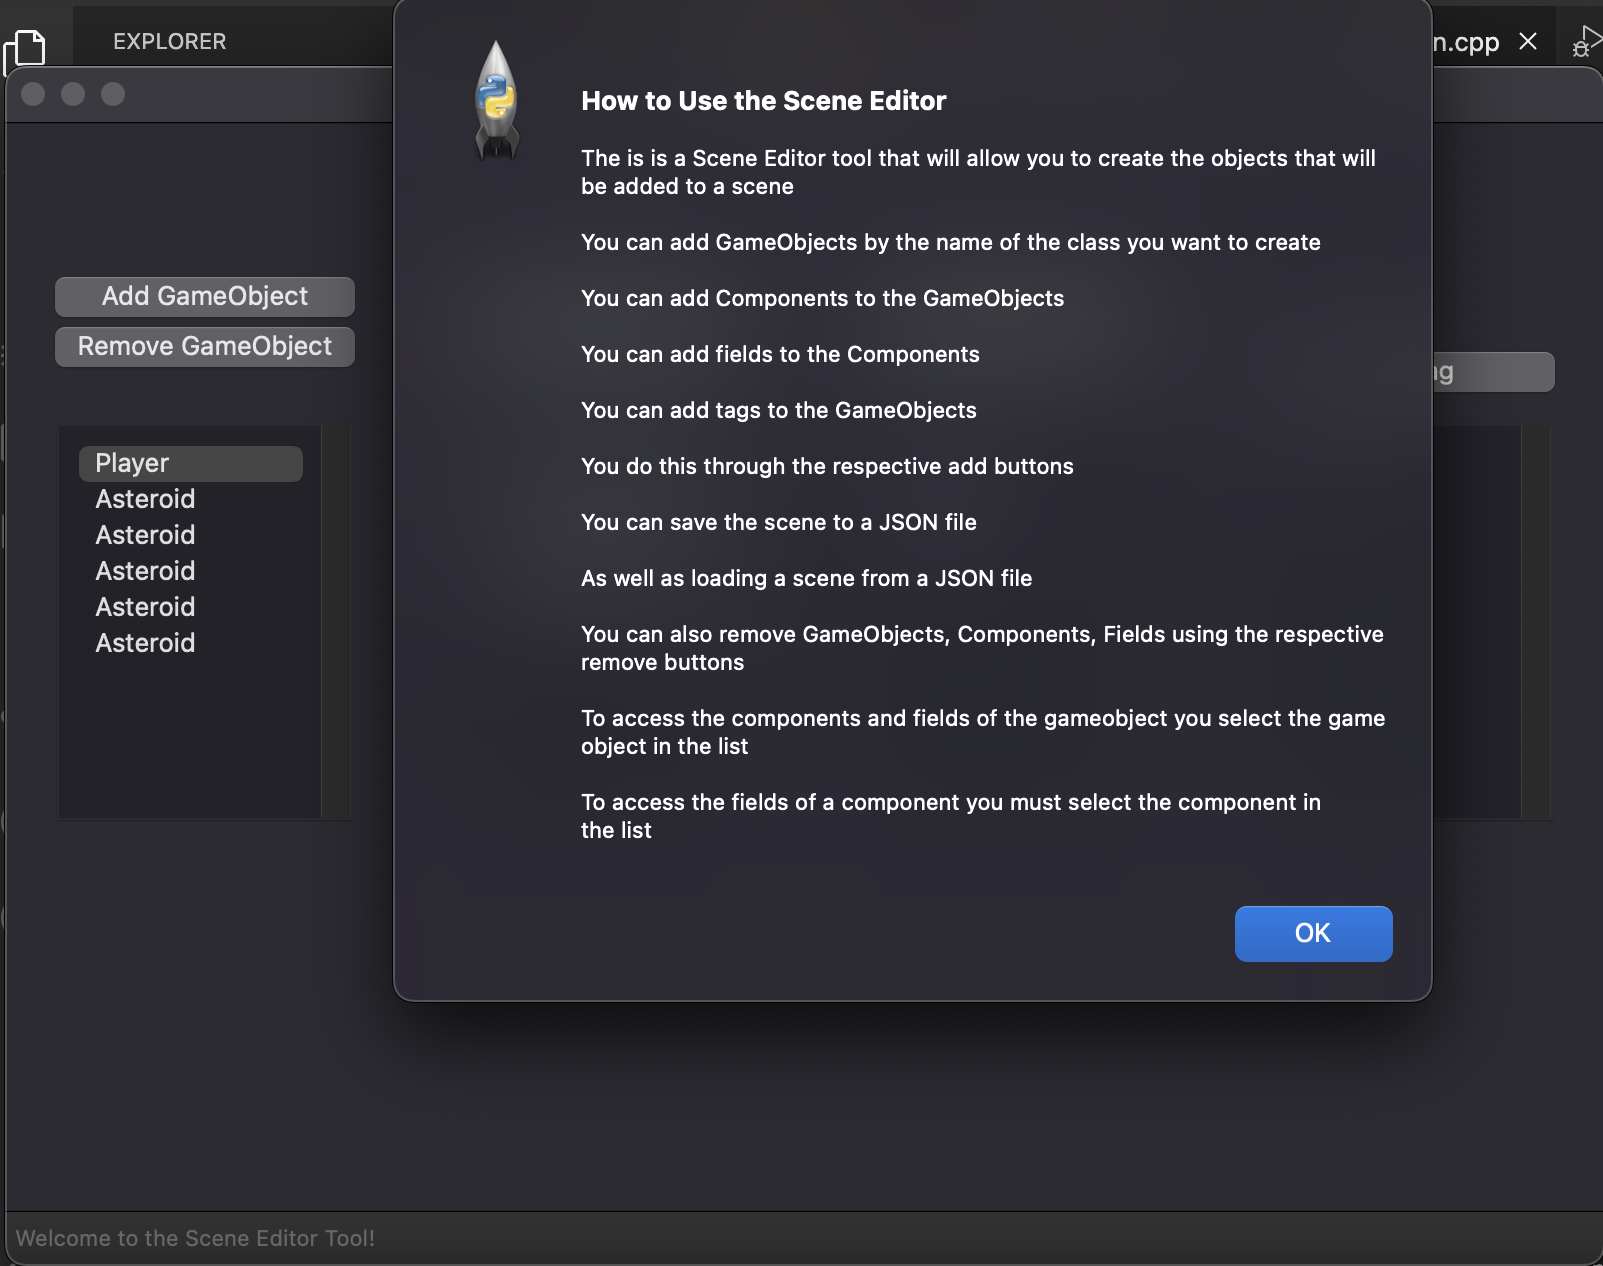 EXPLORER
n.cpp
How to Use the Scene Editor
The is is a Scene Editor tool that will allow you to create the objects that will
be added to a scene
You can add GameObjects by the name of the class you want to create
You can add Components to the GameObjects
You can add fields to the Components
You can add tags to the GameObjects
You do this through the respective add buttons
You can save the scene to a JSON file
As well as loading a scene from a JSON file
You can also remove GameObjects, Components, Fields using the respective
remove buttons
To access the components and fields of the gameobject you select the game
object in the list
To access the fields of a component you must select the component in
the list
OK
Add GameObject
Remove GameObject
Player
Asteroid
Asteroid
Asteroid
Asteroid
Asteroid
Welcome to the Scene Editor Tool!